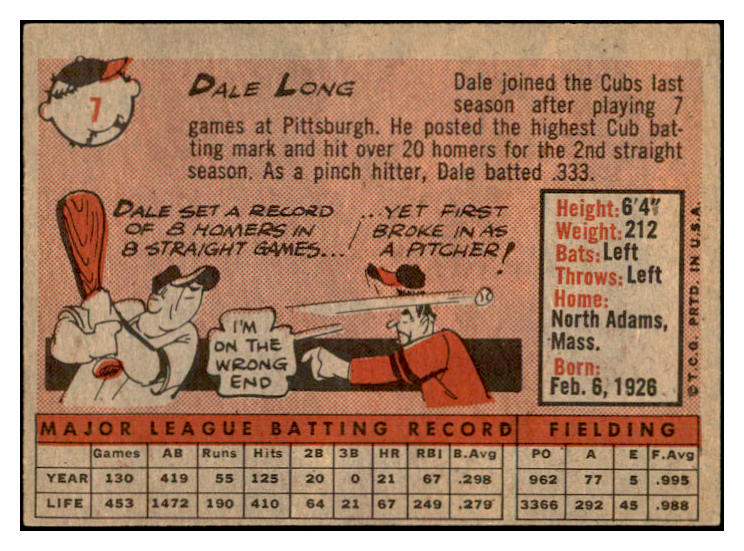 7
DALE LONG
Dale joined the Cubs last
season after playing 7
games at Pittsburgh. He posted the highest Cub bat-
ting mark and hit over 20 homers for the 2nd straight
season. As a pinch hitter, Dale batted .333.
DALE SET A RECORD
OF 8 HOMERS IN
8 STRAIGHT GAMES...
...YET FIRST
BROKE IN AS
A PITCHER!
I'M
ON THE
WRONG
END
Height: 6'4"
Weight: 212
Bats: Left
Throws: Left
Home:
North Adams,
Mass.
Born:
Feb. 6, 1926
© T.C.G. PRTD. IN U.S.A.
MAJOR LEAGUE BATTING RECORD FIELDING
Games AB Runs Hits 2B 3B HR RBI B.Avg PO A E F.Avg
YEAR 130 419 55 125 20 0 21 67 .298 962 77 5 .995
LIFE 453 1472 190 410 64 21 67 249 .279 3366 292 45 .988